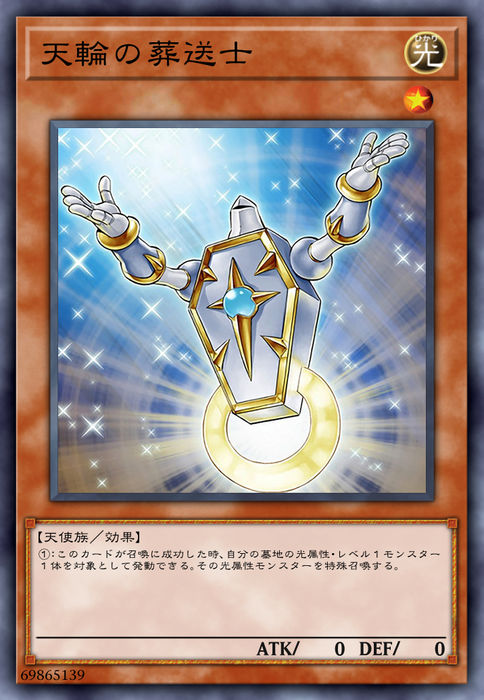 天輪の葬送士
ひかり
光
【天使族／効果】
①：このカードが召喚に成功した時、自分の墓地の光属性・レベル１モンスター
１体を対象として発動できる。その光属性モンスターを特殊召喚する。
ATK/ 0 DEF/ 0
69865139